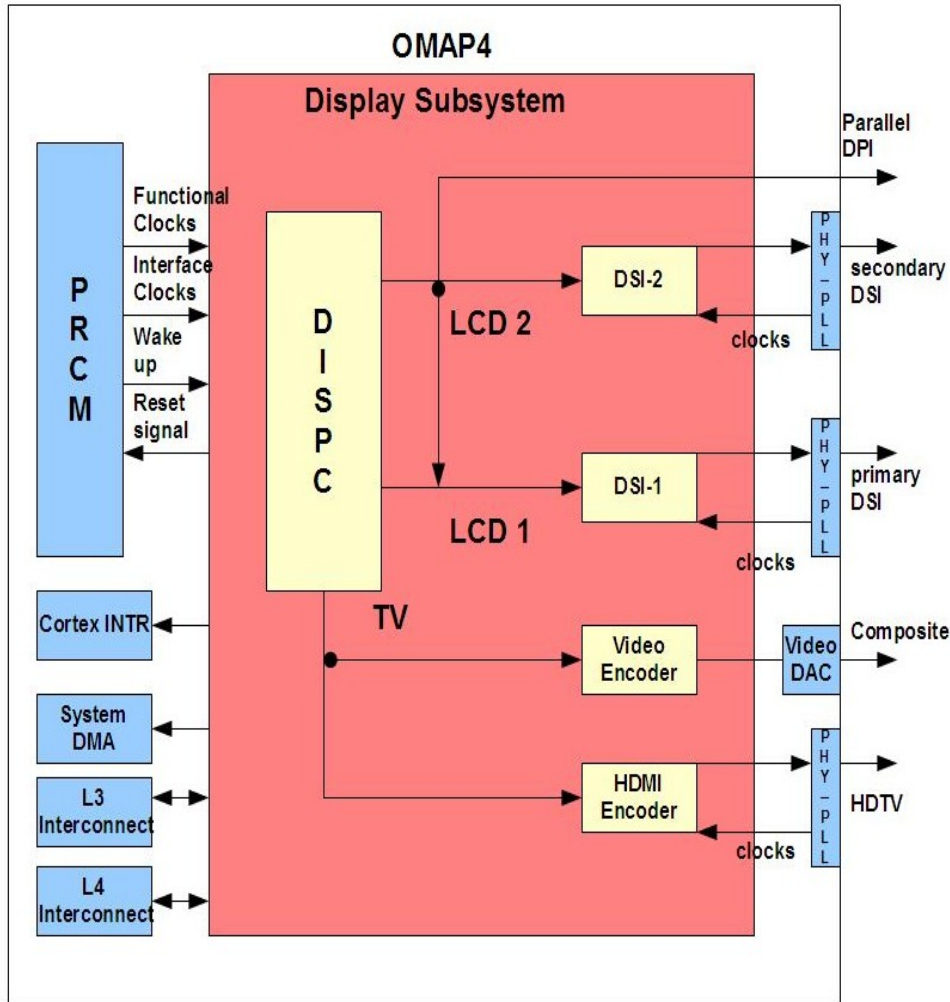 OMAP4
Display Subsystem
Parallel
DPI
Functional
Clocks
Interface
Clocks
Wake
up
Reset
signal
PRCM
DISPC
LCD 2
DSI-2
clocks
PHY_PLL
secondary
DSI
LCD 1
DSI-1
clocks
PHY_PLL
primary
DSI
Cortex INTR
TV
Video
Encoder
Video
DAC
Composite
System
DMA
L3
Interconnect
HDMI
Encoder
clocks
PHY_PLL
HDTV
L4
Interconnect